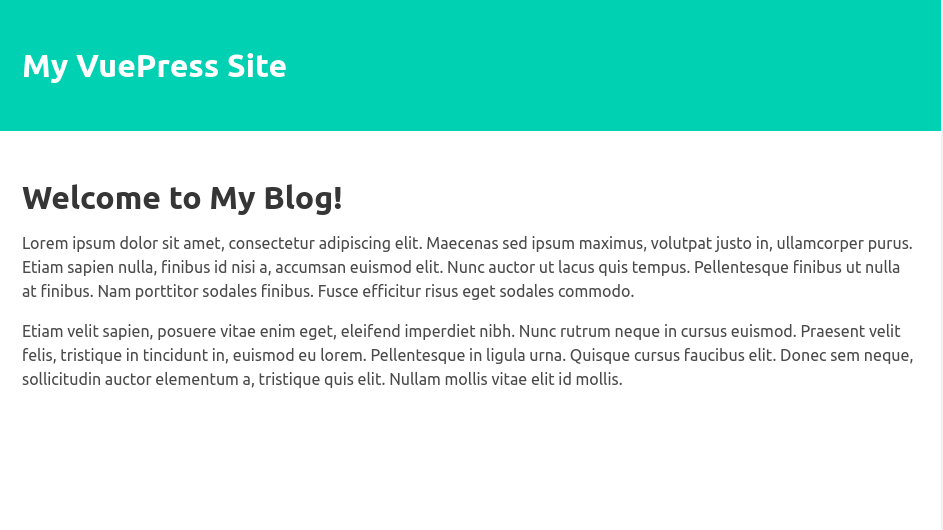 My VuePress Site
Welcome to My Blog!
Lorem ipsum dolor sit amet, consectetur adipiscing elit. Maecenas sed ipsum maximus, volutpat justo in, ullamcorper purus.
Etiam sapien nulla, finibus id nisi a, accumsan euismod elit. Nunc auctor ut lacus quis tempus. Pellentesque finibus ut nulla
at finibus. Nam porttitor sodales finibus. Fusce efficitur risus eget sodales commodo.
Etiam velit sapien, posuere vitae enim eget, eleifend imperdiet nibh. Nunc rutrum neque in cursus euismod. Praesent velit
felis, tristique in tincidunt in, euismod eu lorem. Pellentesque in ligula urna. Quisque cursus faucibus elit. Donec sem neque,
sollicitudin auctor elementum a, tristique quis elit. Nullam mollis vitae elit id mollis.